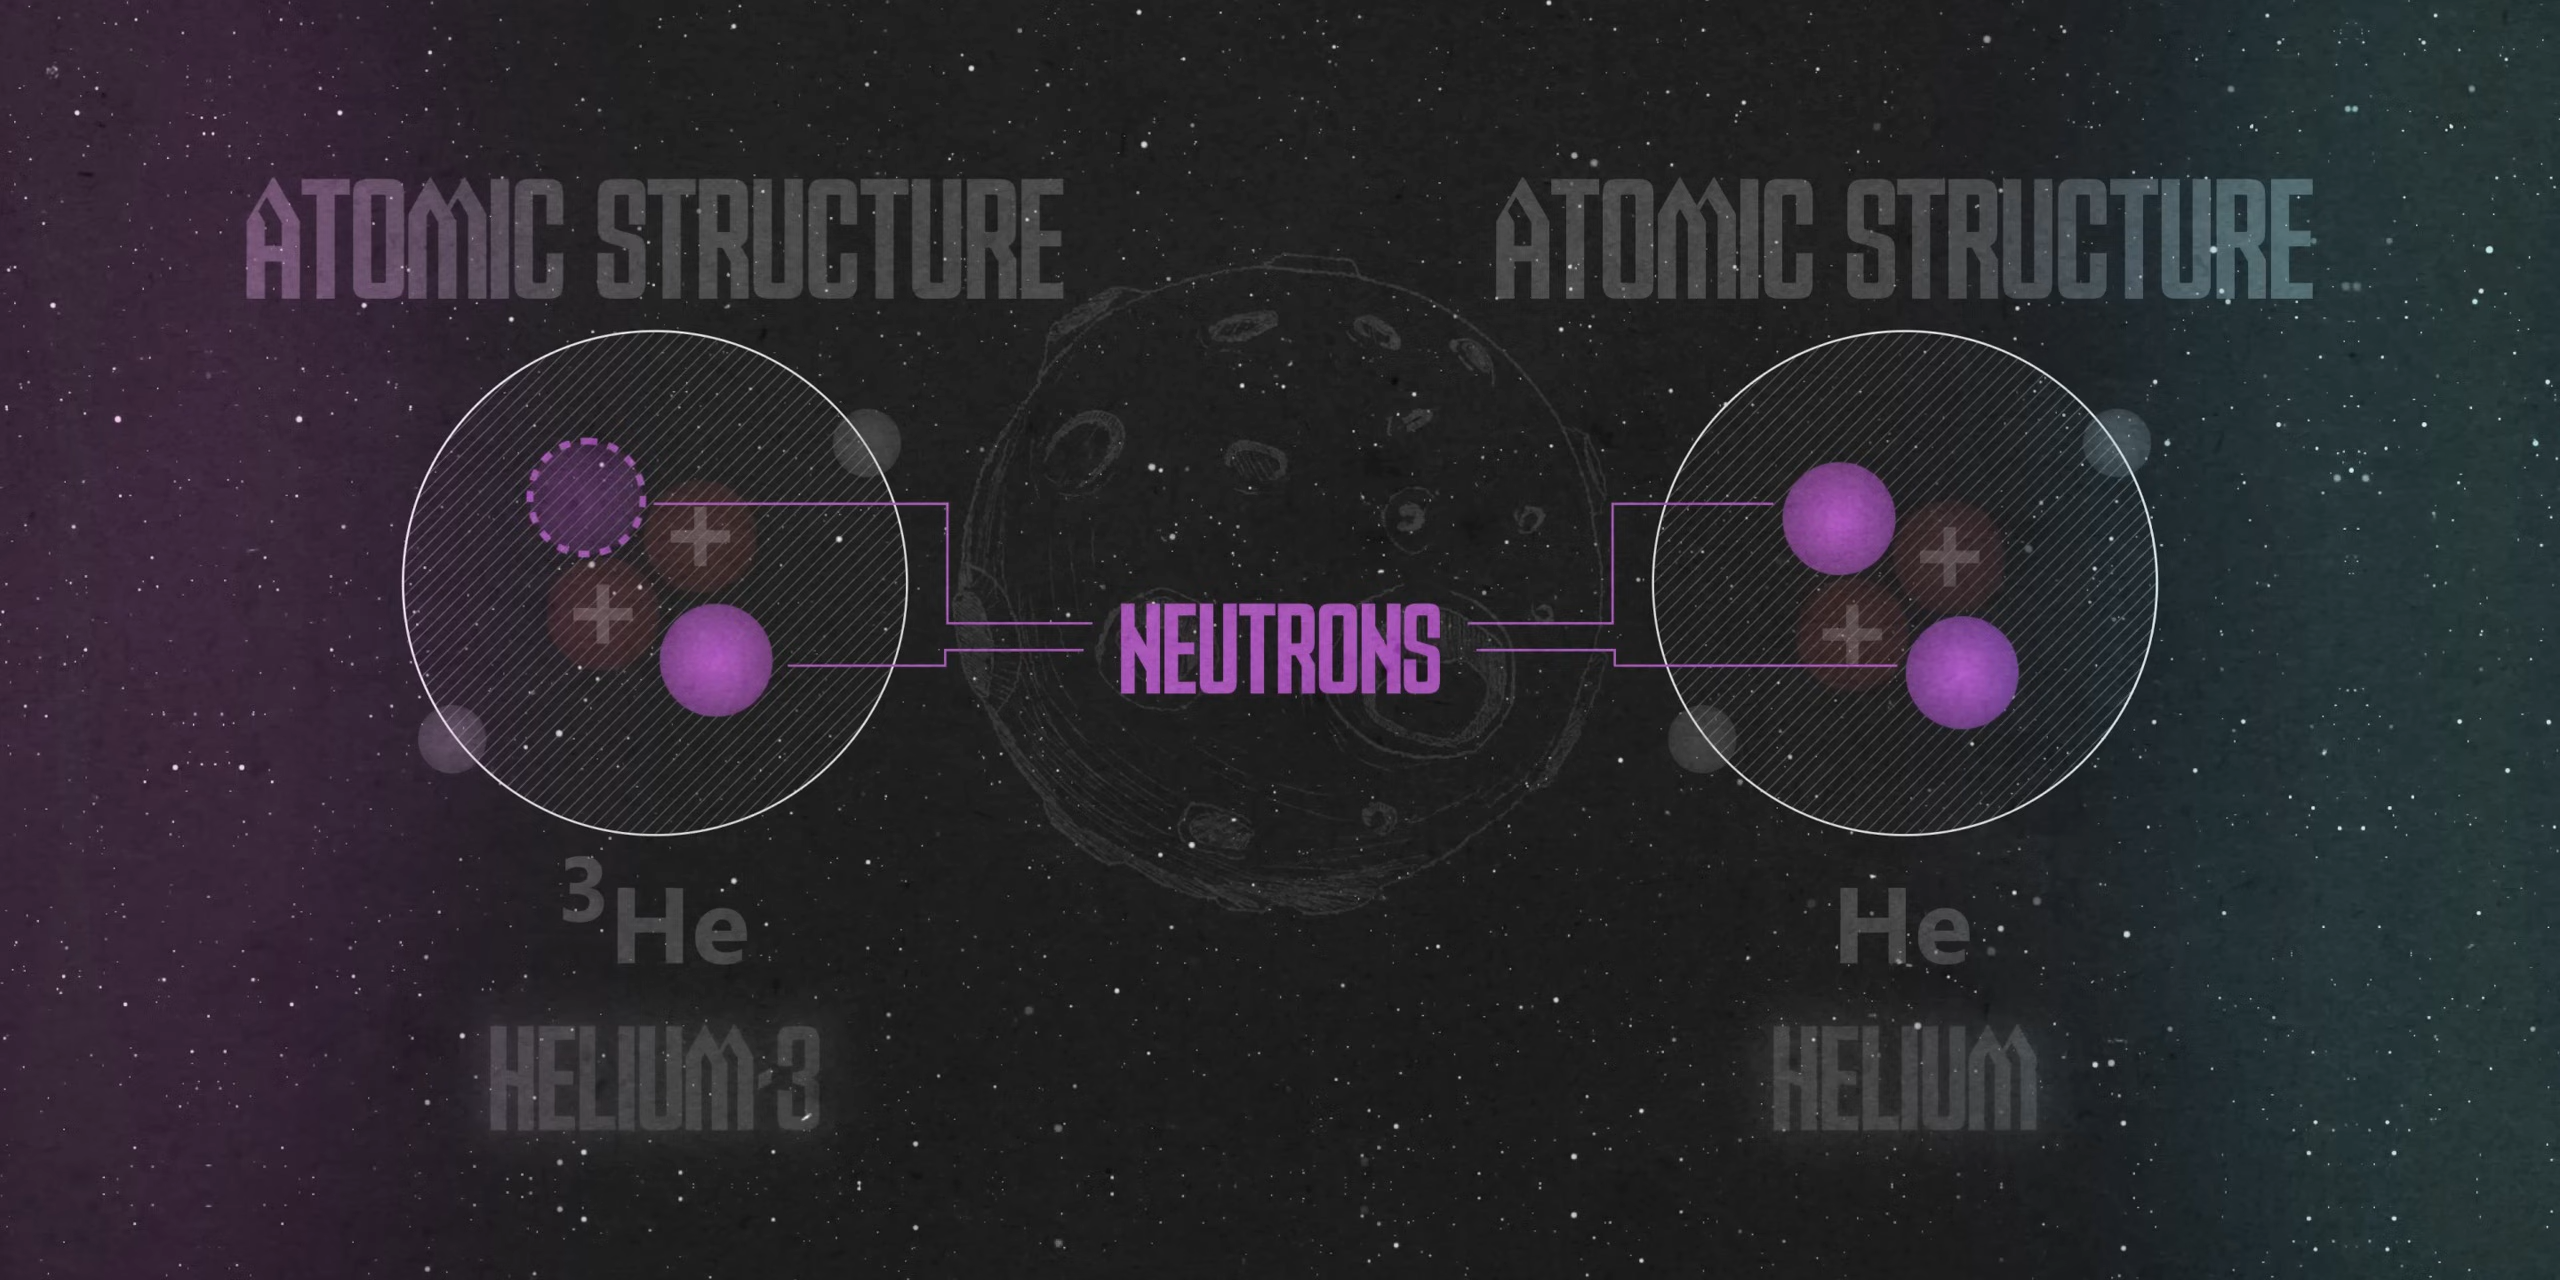 ATOMIC STRUCTURE
ATOMIC STRUCTURE
+
+
+
+
NEUTRONS
³He
He
HELIUM-3
HELIUM